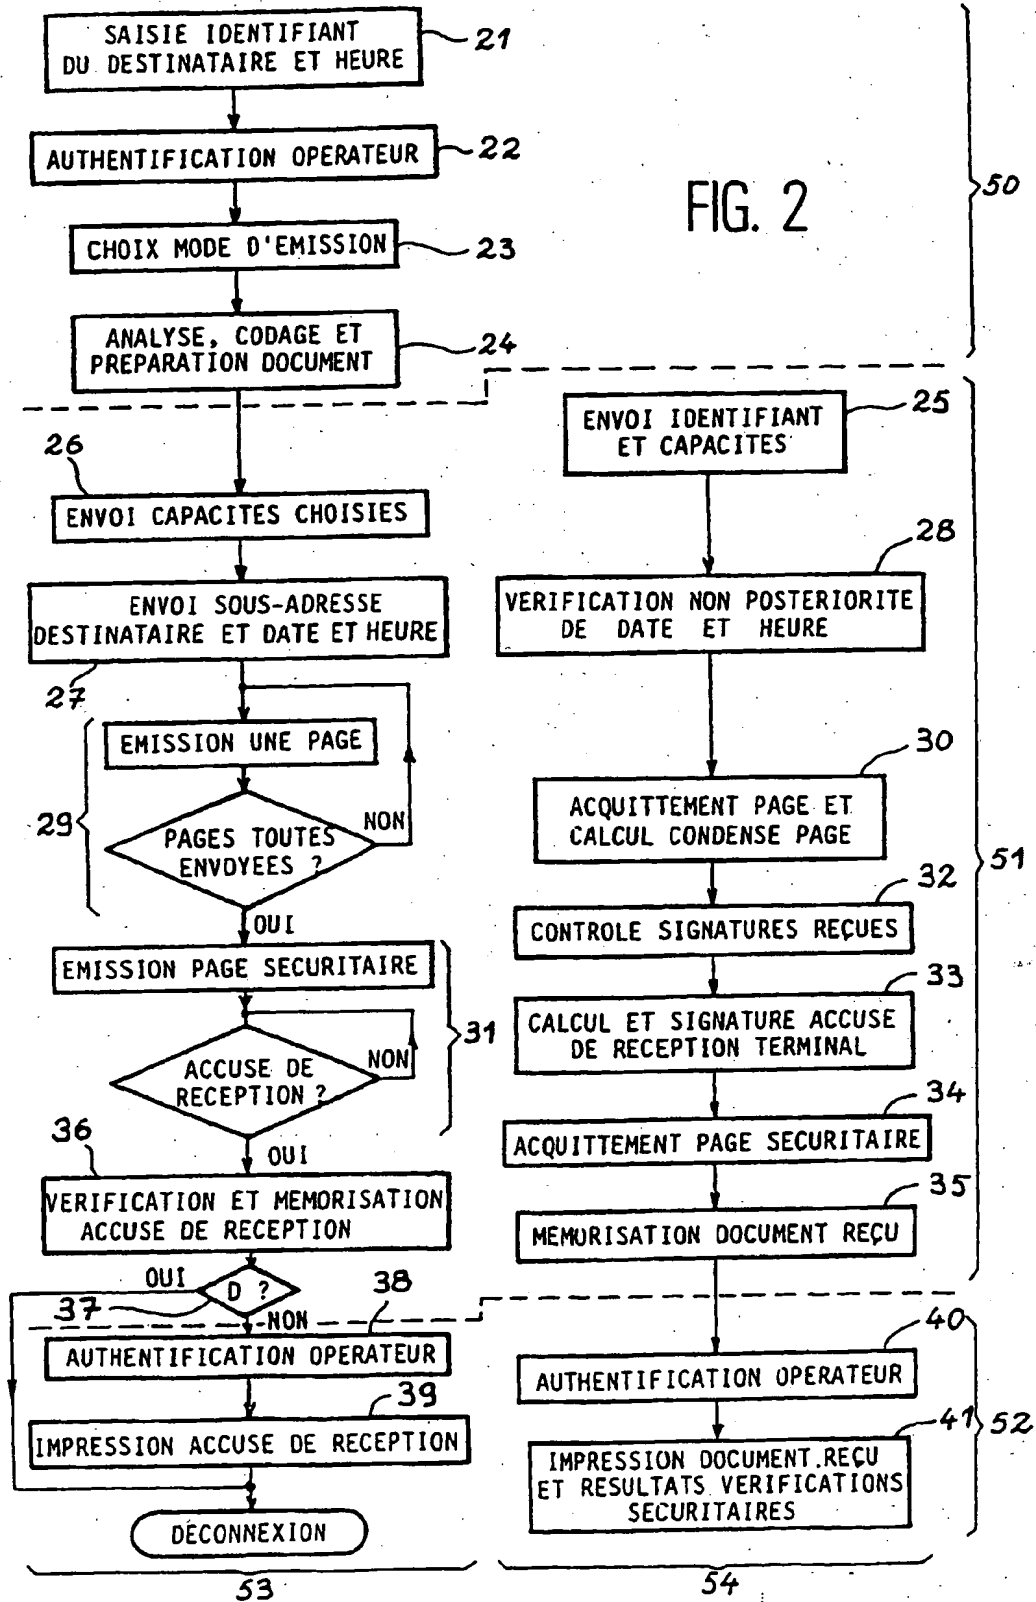 SAISIE IDENTIFIANT
DU DESTINATAIRE ET HEURE
21
AUTHENTIFICATION OPERATEUR
22
CHOIX MODE D'EMISSION
23
ANALYSE, CODAGE ET
PREPARATION DOCUMENT
24
FIG. 2
50
26
ENVOI CAPACITES CHOISIES
ENVOI SOUS-ADRESSE
DESTINATAIRE ET DATE ET HEURE
27
EMISSION UNE PAGE
29
PAGES TOUTES
ENVOYEES ?
NON
OUI
EMISSION PAGE SECURITAIRE
31
ACCUSE DE
RECEPTION ?
NON
OUI
36
VERIFICATION ET MEMORISATION
ACCUSE DE RECEPTION
OUI
D ?
37
NON
38
AUTHENTIFICATION OPERATEUR
39
IMPRESSION ACCUSE DE RECEPTION
DÉCONNEXION
53
25
ENVOI IDENTIFIANT
ET CAPACITES
28
VERIFICATION NON POSTERIORITE
DE DATE ET HEURE
30
ACQUITTEMENT PAGE ET
CALCUL CONDENSE PAGE
51
32
CONTROLE SIGNATURES REÇUES
33
CALCUL ET SIGNATURE ACCUSE
DE RECEPTION TERMINAL
34
ACQUITTEMENT PAGE SECURITAIRE
35
MEMORISATION DOCUMENT REÇU
40
AUTHENTIFICATION OPERATEUR
41
52
IMPRESSION DOCUMENT REÇU
ET RESULTATS VERIFICATIONS
SECURITAIRES
54